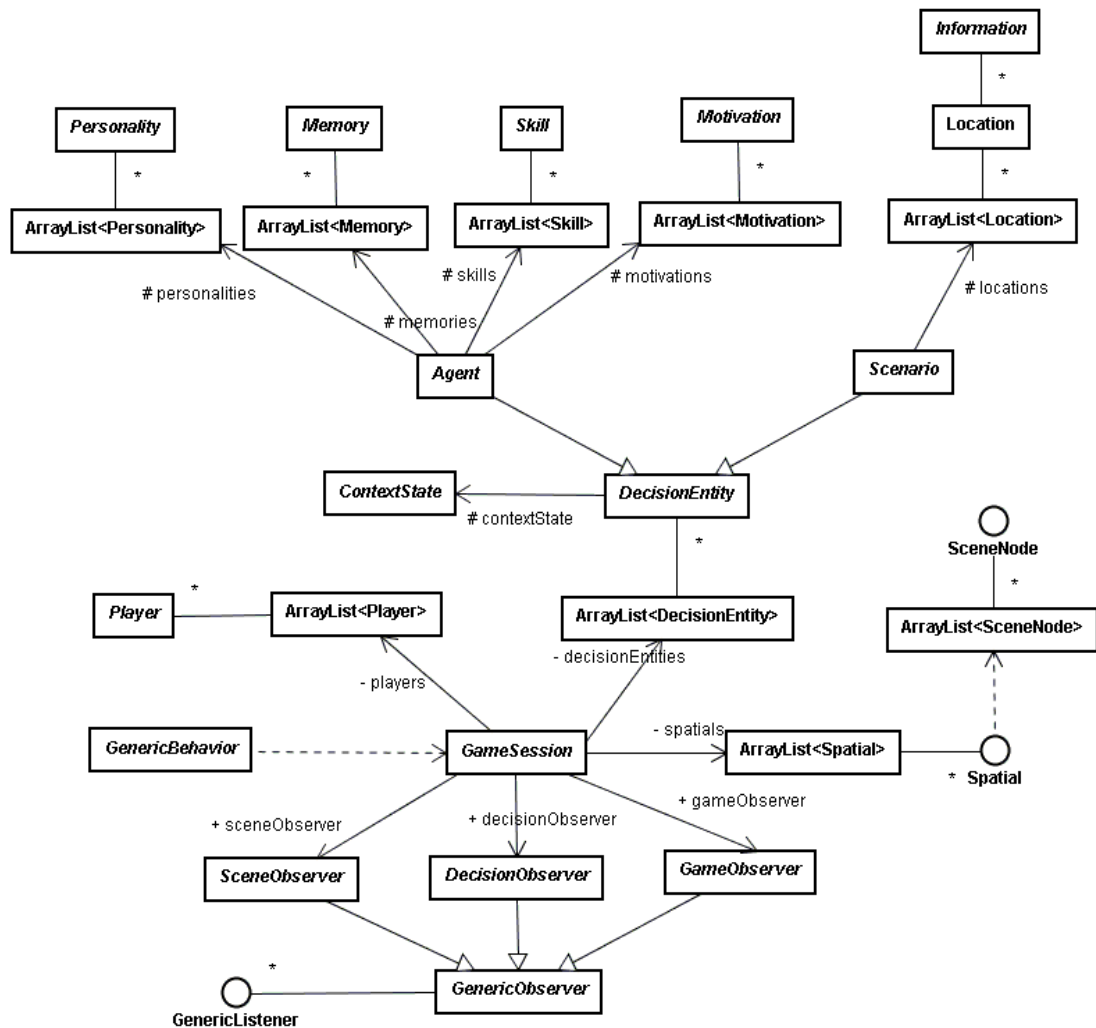 Information
*
Personality
Memory
Skill
Motivation
Location
*
*
*
*
*
ArrayList<Personality>
ArrayList<Memory>
ArrayList<Skill>
ArrayList<Motivation>
ArrayList<Location>
# skills
# motivations
# personalities
# locations
# memories
Agent
Scenario
ContextState
DecisionEntity
# contextState
*
SceneNode
*
*
Player
ArrayList<Player>
ArrayList<DecisionEntity>
ArrayList<SceneNode>
- decisionEntities
- players
- spatials
GenericBehavior
GameSession
ArrayList<Spatial>
* Spatial
+ gameObserver
+ sceneObserver
+ decisionObserver
SceneObserver
DecisionObserver
GameObserver
*
GenericObserver
GenericListener